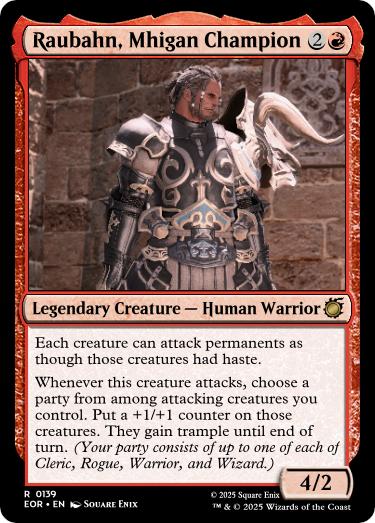 Raubahn, Mhigan Champion 2
Legendary Creature — Human Warrior
Each creature can attack permanents as
though those creatures had haste.
Whenever this creature attacks, choose a
party from among attacking creatures you
control. Put a +1/+1 counter on those
creatures. They gain trample until end of
turn. (Your party consists of up to one of each of
Cleric, Rogue, Warrior, and Wizard.)
4/2
R 0139
EOR • EN SQUARE ENIX
© 2025 Square Enix
™ & © 2025 Wizards of the Coast